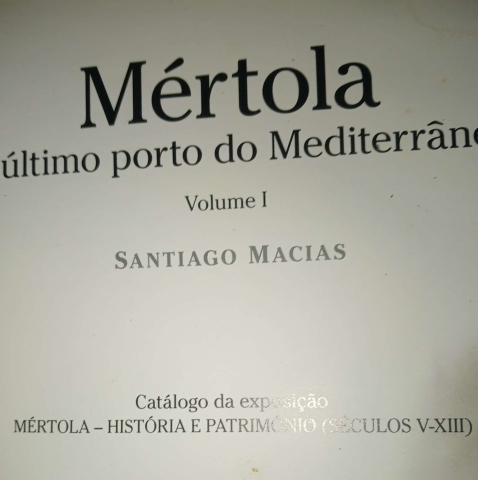 Mértola
último porto do Mediterrâne
Volume I
SANTIAGO MACIAS
Catálogo da exposição
MÉRTOLA – HISTÓRIA E PATRIMÓNIO (SÉCULOS V-XIII)